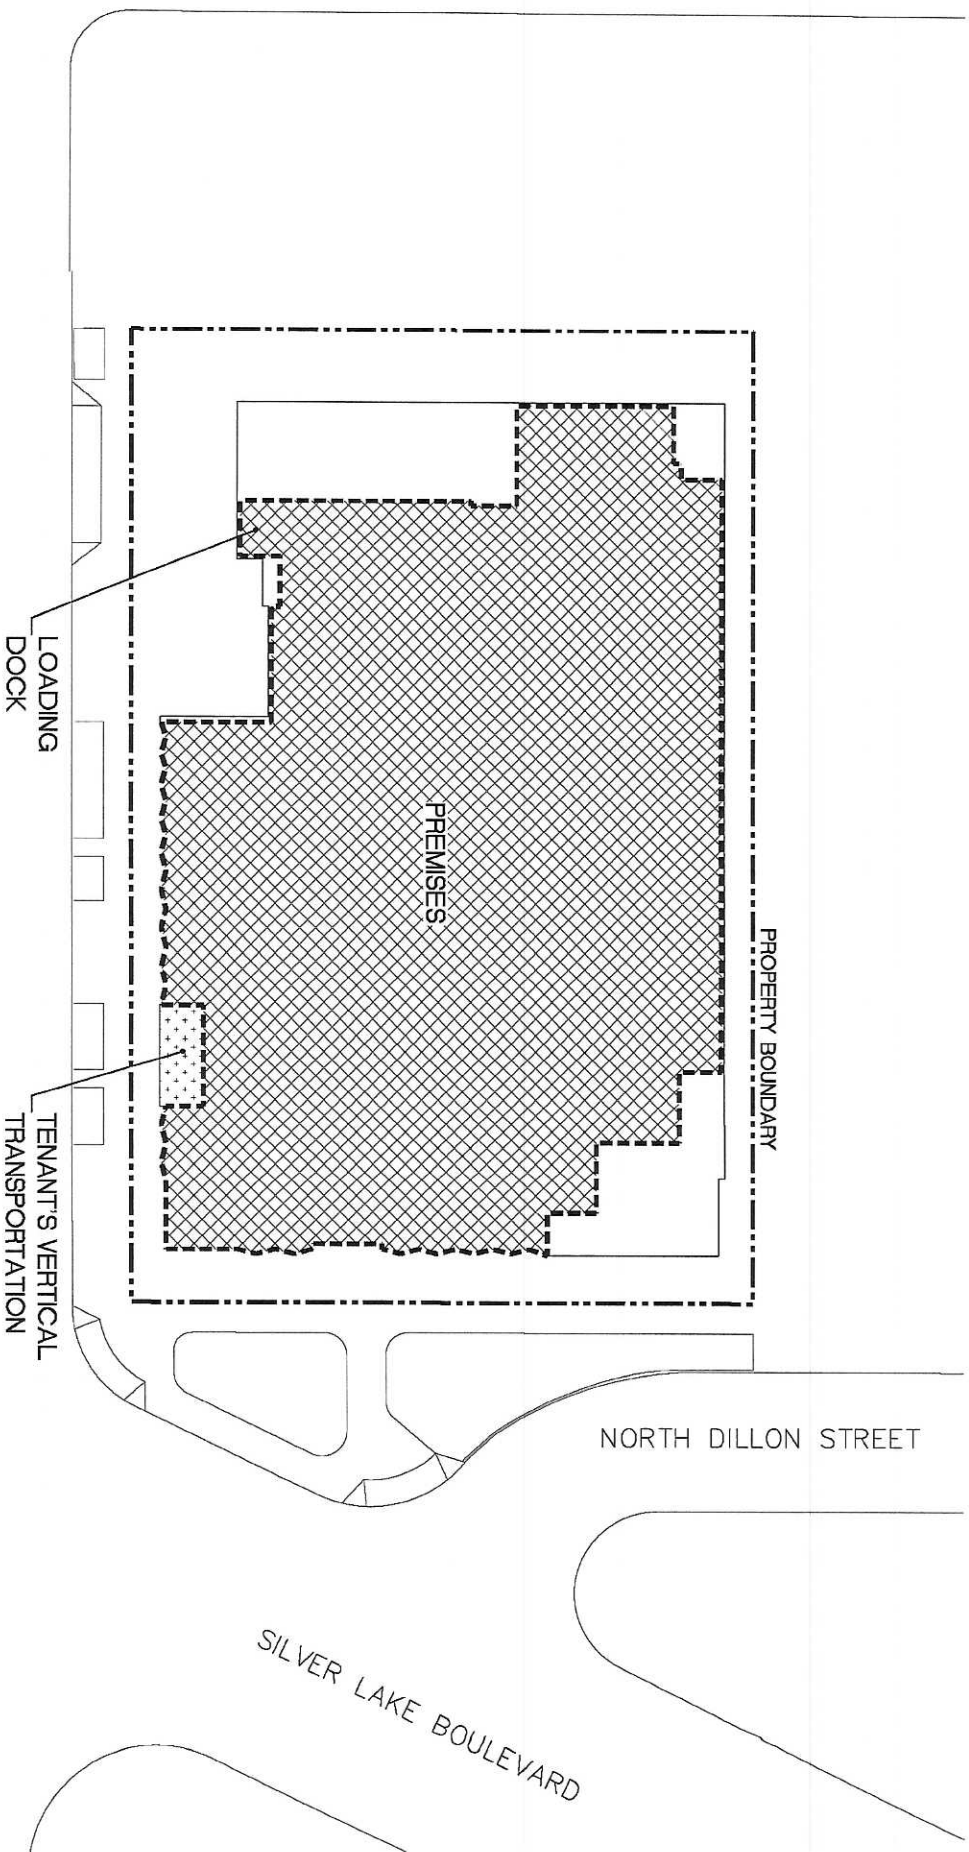 PROPERTY BOUNDARY
PREMISES
LOADING
DOCK
TENANT'S VERTICAL
TRANSPORTATION
NORTH DILLON STREET
SILVER LAKE BOULEVARD